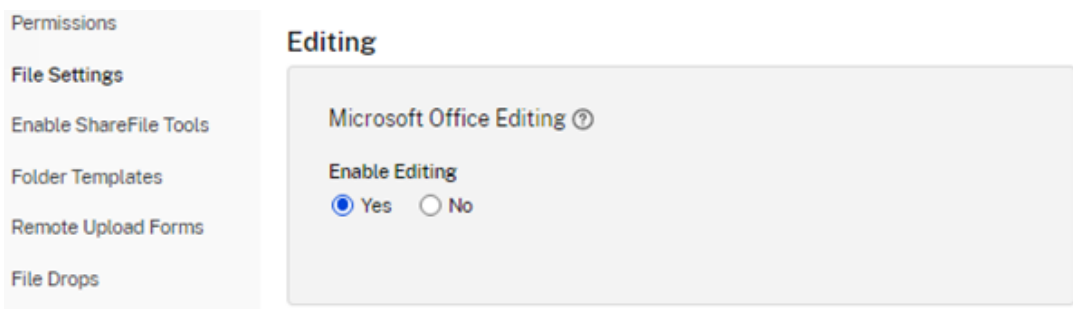 Permissions
File Settings
Enable ShareFile Tools
Folder Templates
Remote Upload Forms
File Drops
Editing
Microsoft Office Editing
Enable Editing
Yes No